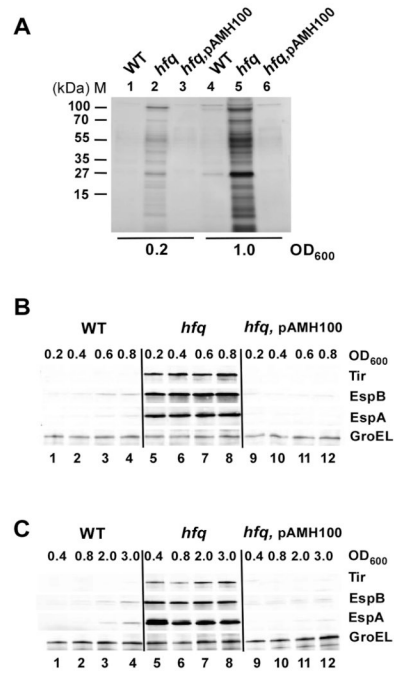 A
WT hfq hfq,pAMH100 WT hfq hfq,pAMH100
(kDa) M 1 2 3 4 5 6
100
70
55
35
27
15
0.2 1.0 OD600
B
WT hfq hfq, pAMH100
0.2 0.4 0.6 0.8 0.2 0.4 0.6 0.8 0.2 0.4 0.6 0.8 OD600
Tir
EspB
EspA
GroEL
1 2 3 4 5 6 7 8 9 10 11 12
C
WT hfq hfq, pAMH100
0.4 0.8 2.0 3.0 0.4 0.8 2.0 3.0 0.4 0.8 2.0 3.0 OD600
Tir
EspB
EspA
GroEL
1 2 3 4 5 6 7 8 9 10 11 12